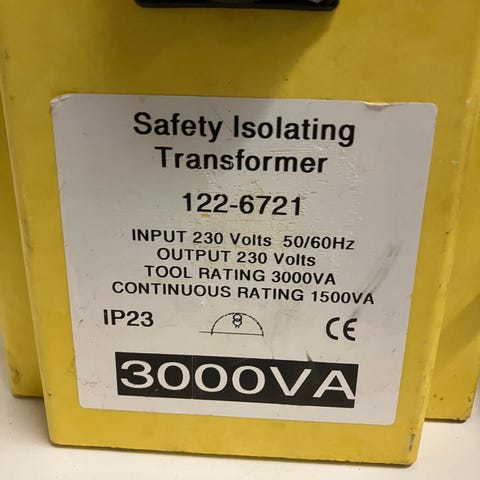 Safety Isolating
Transformer
122-6721
INPUT 230 Volts 50/60Hz
OUTPUT 230 Volts
TOOL RATING 3000VA
CONTINUOUS RATING 1500VA
IP23 CE
3000VA